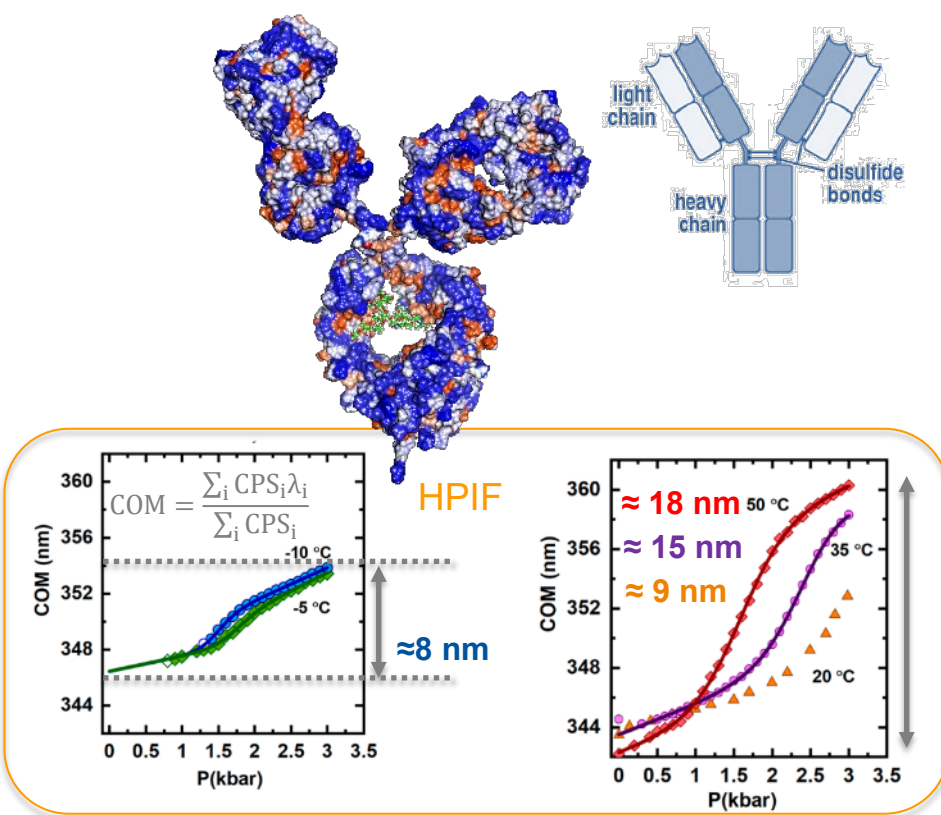 light
chain
disulfide
bonds
heavy
chain
HPIF
360
356
352
348
344
COM (nm)
COM = ∑i CPSiλi / ∑i CPSi
-10 °C
-5 °C
≈8 nm
0 0.5 1 1.5 2 2.5 3 3.5
P(kbar)
360
356
352
348
344
COM (nm)
≈ 18 nm
≈ 15 nm
≈ 9 nm
50 °C
35 °C
20 °C
0 0.5 1 1.5 2 2.5 3 3.5
P(kbar)